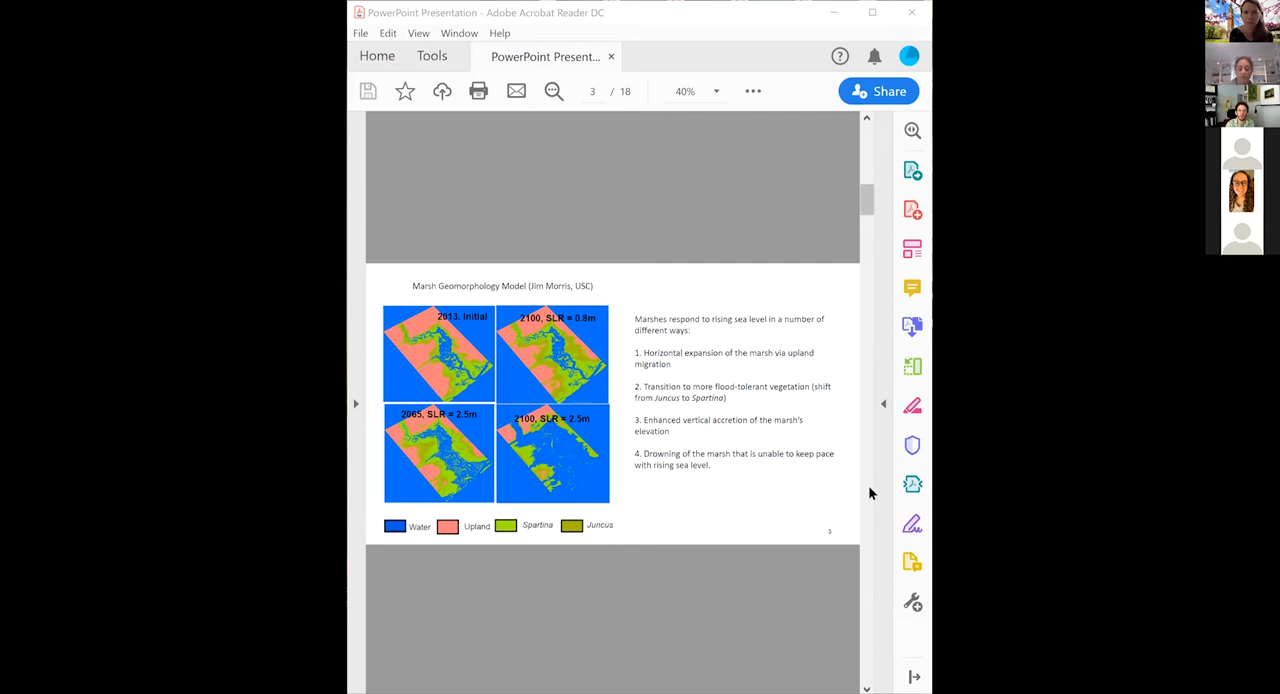 PowerPoint Presentation - Adobe Acrobat Reader DC
File Edit View Window Help
Home Tools PowerPoint Present... ×
3 / 18 40% Share
Marsh Geomorphology Model (Jim Morris, USC)
2013, Initial
2100, SLR = 0.8m
2065, SLR = 2.5m
2100, SLR = 2.5m
Water Upland Spartina Juncus
Marshes respond to rising sea level in a number of
different ways:
1. Horizontal expansion of the marsh via upland
migration
2. Transition to more flood-tolerant vegetation (shift
from Juncus to Spartina)
3. Enhanced vertical accretion of the marsh's
elevation
4. Drowning of the marsh that is unable to keep pace
with rising sea level.
3